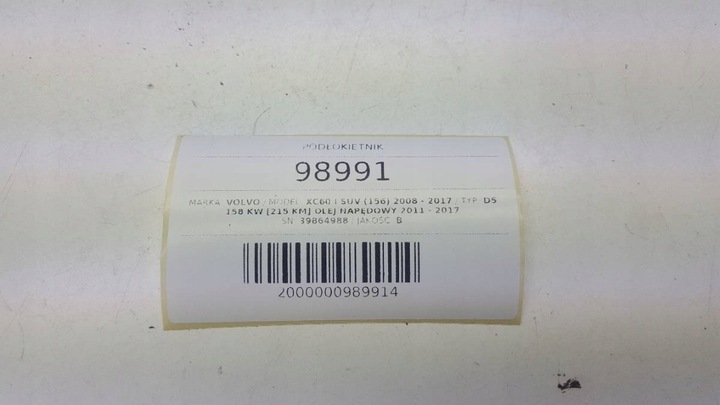 PODŁOKIETNIK
98991
MARKA: VOLVO / MODEL: XC60 I SUV (156) 2008 - 2017 / TYP: D5
158 KW [215 KM] OLEJ NAPĘDOWY 2011 - 2017
SN: 39864988 / JAKOŚĆ: B
2000000989914